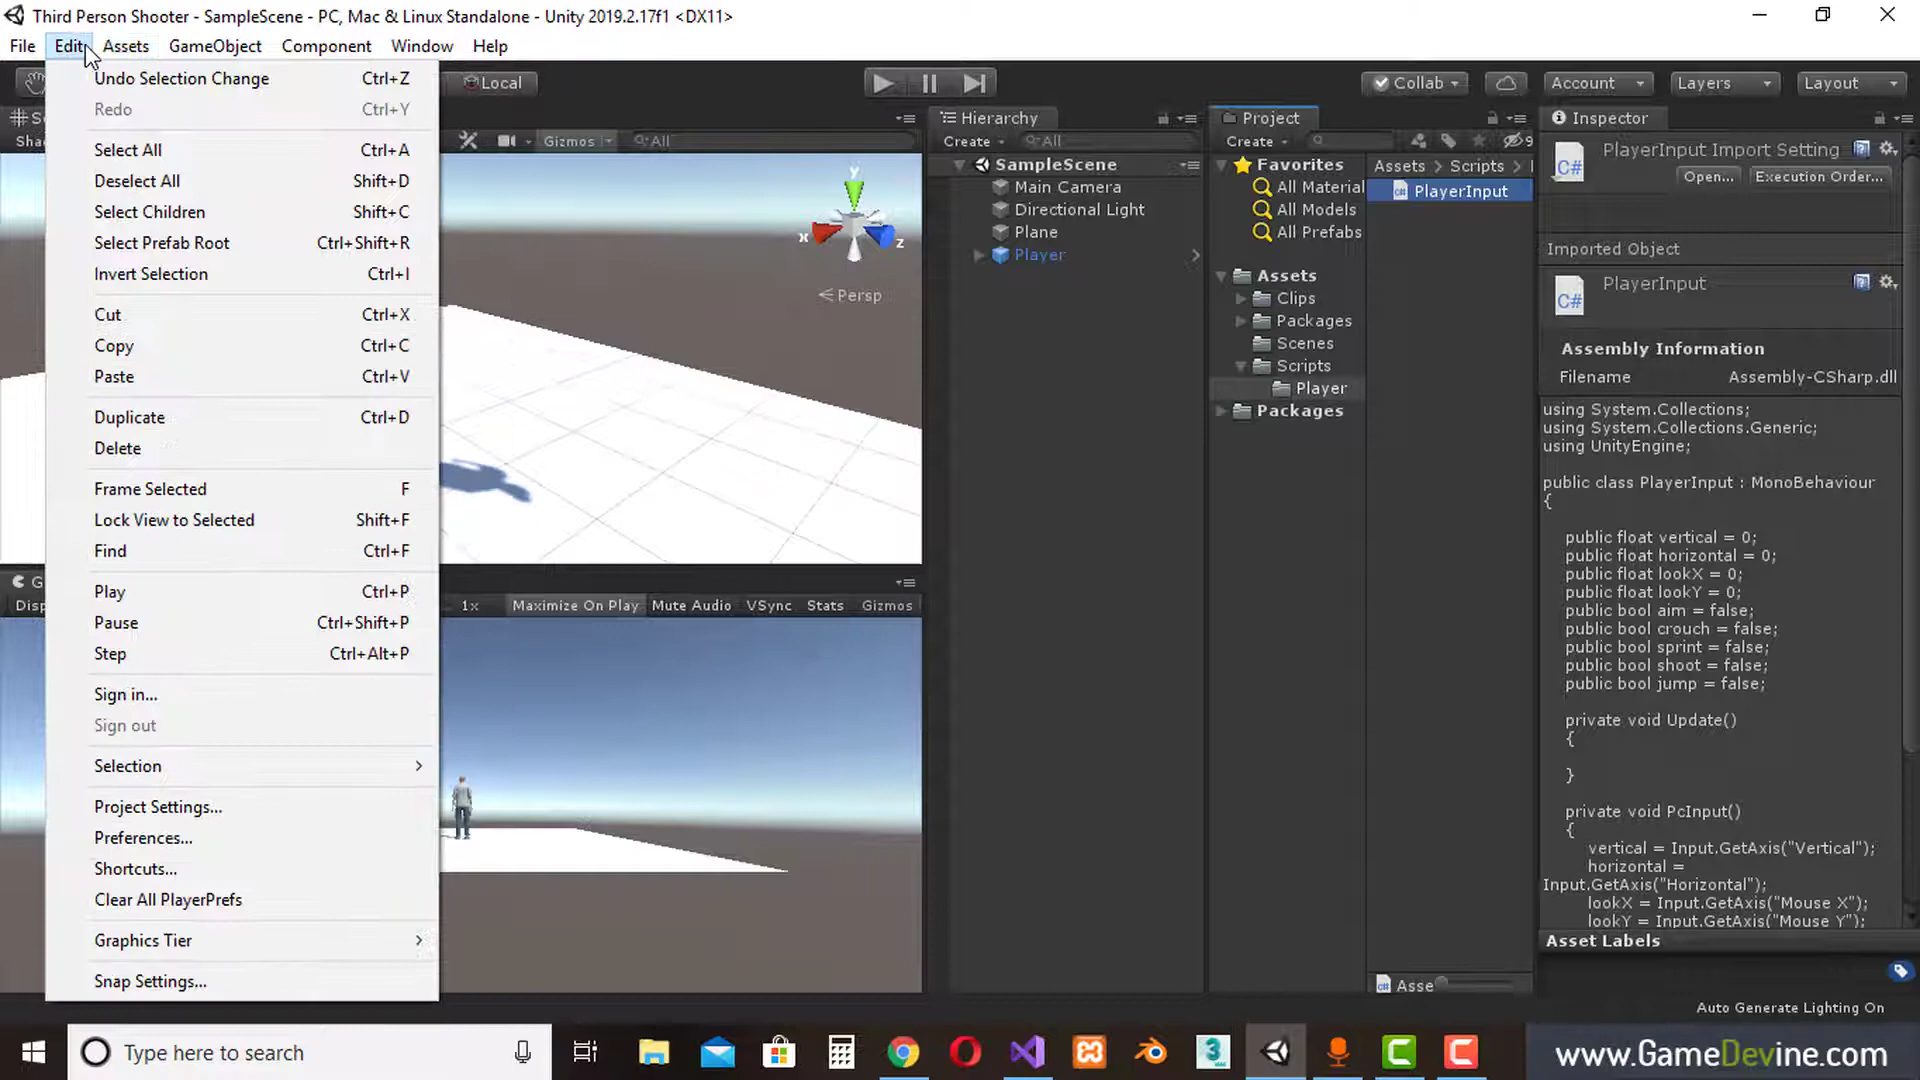 Third Person Shooter - SampleScene - PC, Mac & Linux Standalone - Unity 2019.2.17f1 <DX11>
File Edit Assets GameObject Component Window Help
Local
Collab
Account
Layers
Layout
Undo Selection Change Ctrl+Z
Redo Ctrl+Y
Select All Ctrl+A
Deselect All Shift+D
Select Children Shift+C
Select Prefab Root Ctrl+Shift+R
Invert Selection Ctrl+I
Cut Ctrl+X
Copy Ctrl+C
Paste Ctrl+V
Duplicate Ctrl+D
Delete
Frame Selected F
Lock View to Selected Shift+F
Find Ctrl+F
Play Ctrl+P
Pause Ctrl+Shift+P
Step Ctrl+Alt+P
Sign in...
Sign out
Selection
Project Settings...
Preferences...
Shortcuts...
Clear All PlayerPrefs
Graphics Tier
Snap Settings...
Gizmos All
y
x z
Persp
1x Maximize On Play Mute Audio VSync Stats Gizmos
Hierarchy
Create All
SampleScene
Main Camera
Directional Light
Plane
Player
Project
Create
9
Favorites
All Material
All Models
All Prefabs
Assets
Clips
Packages
Scenes
Scripts
Player
Packages
Assets Scripts
C# PlayerInput
Asse
Inspector
C# PlayerInput Import Setting
Open... Execution Order...
Imported Object
C# PlayerInput
Assembly Information
Filename Assembly-CSharp.dll
using System.Collections;
using System.Collections.Generic;
using UnityEngine;
public class PlayerInput : MonoBehaviour
{
public float vertical = 0;
public float horizontal = 0;
public float lookX = 0;
public float lookY = 0;
public bool aim = false;
public bool crouch = false;
public bool sprint = false;
public bool shoot = false;
public bool jump = false;
private void Update()
{
}
private void PcInput()
{
vertical = Input.GetAxis("Vertical");
horizontal =
Input.GetAxis("Horizontal");
lookX = Input.GetAxis("Mouse X");
lookY = Input.GetAxis("Mouse Y");
Asset Labels
Auto Generate Lighting On
Type here to search
3
www.GameDevine.com